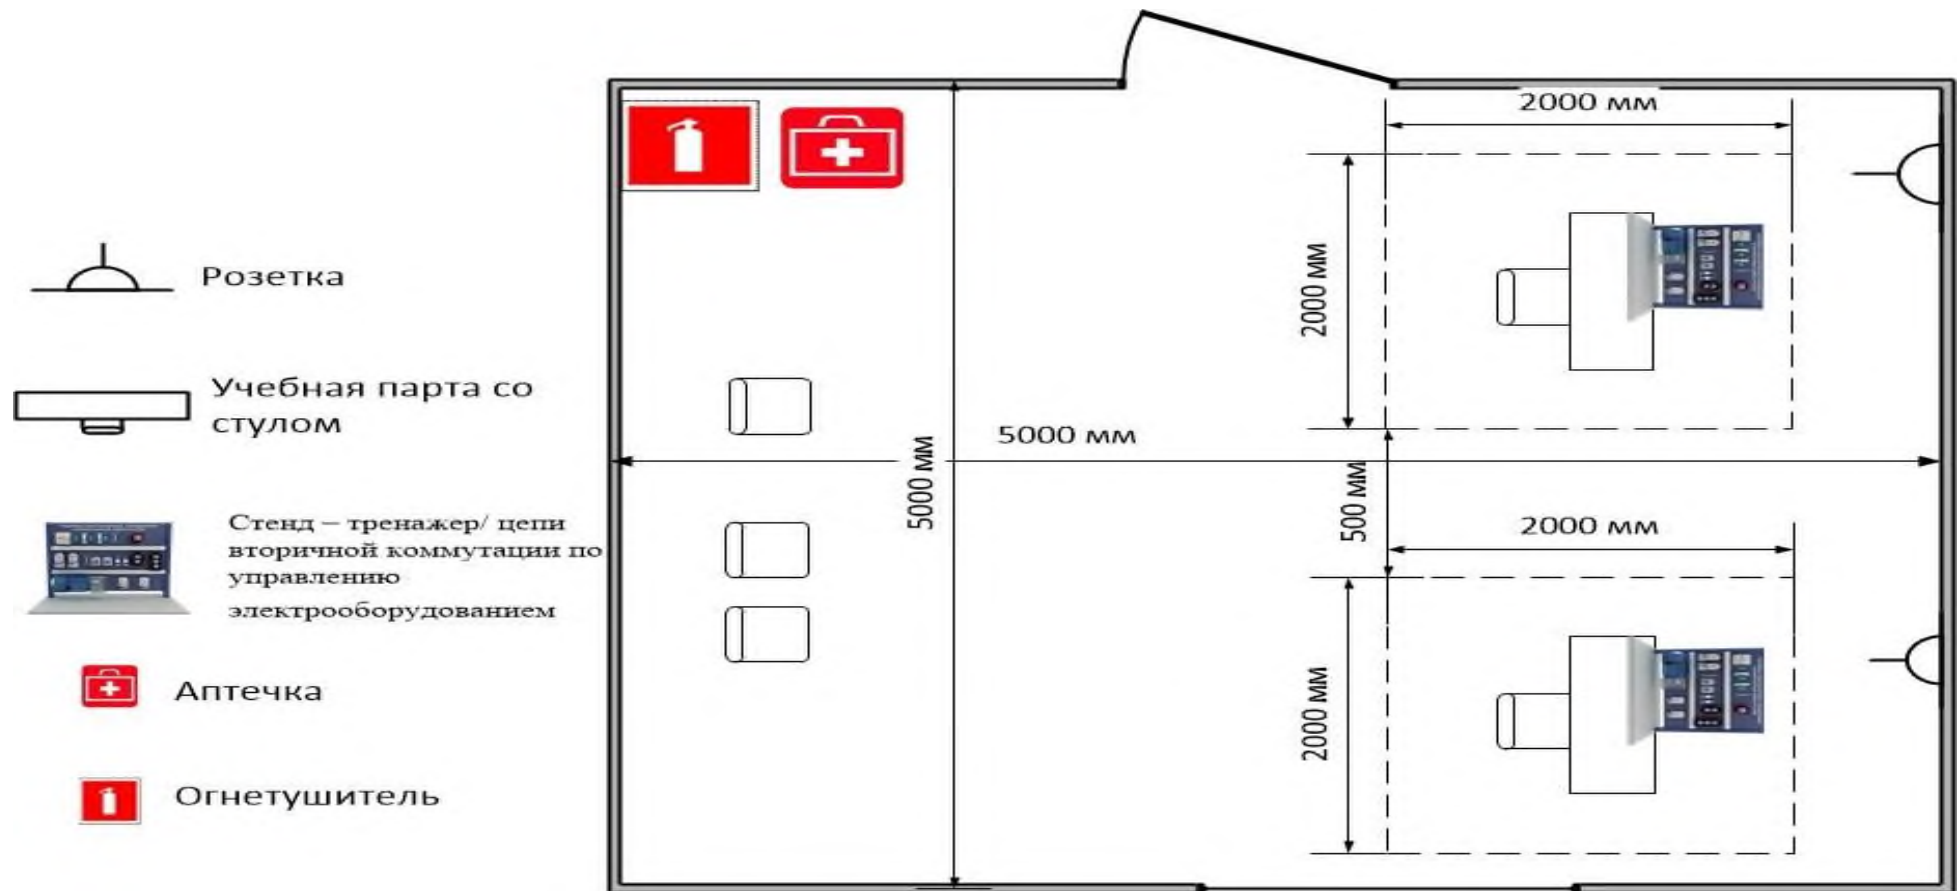 Розетка
Учебная парта со
стулом
Стенд – тренажер/ цепи
вторичной коммутации по
управлению
электрооборудованием
Аптечка
Огнетушитель
2000 мм
2000 мм
5000 мм
5000 мм
500 мм
2000 мм
2000 мм